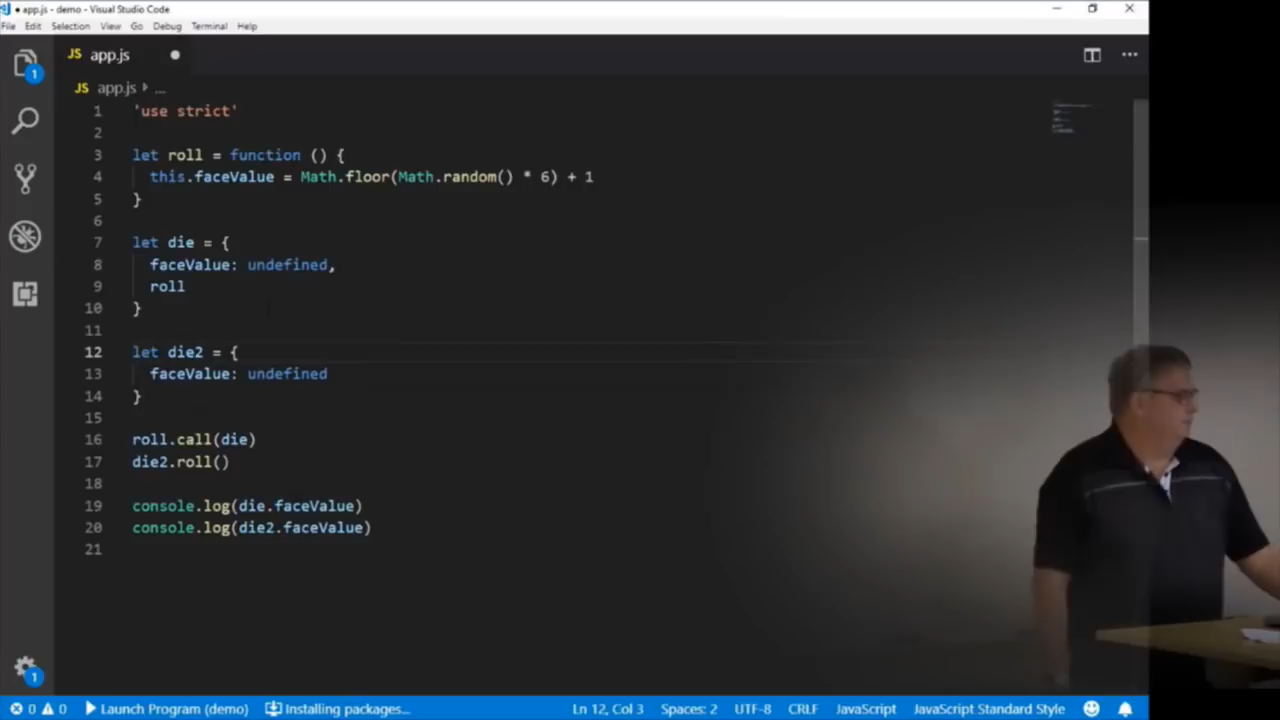 ● app.js - demo - Visual Studio Code
File Edit Selection View Go Debug Terminal Help
JS app.js ●
JS app.js ...
1 'use strict'
2
3 let roll = function () {
4 this.faceValue = Math.floor(Math.random() * 6) + 1
5 }
6
7 let die = {
8 faceValue: undefined,
9 roll
10 }
11
12 let die2 = {
13 faceValue: undefined
14 }
15
16 roll.call(die)
17 die2.roll()
18
19 console.log(die.faceValue)
20 console.log(die2.faceValue)
21
1
1
0 0 Launch Program (demo) Installing packages... Ln 12, Col 3 Spaces: 2 UTF-8 CRLF JavaScript JavaScript Standard Style